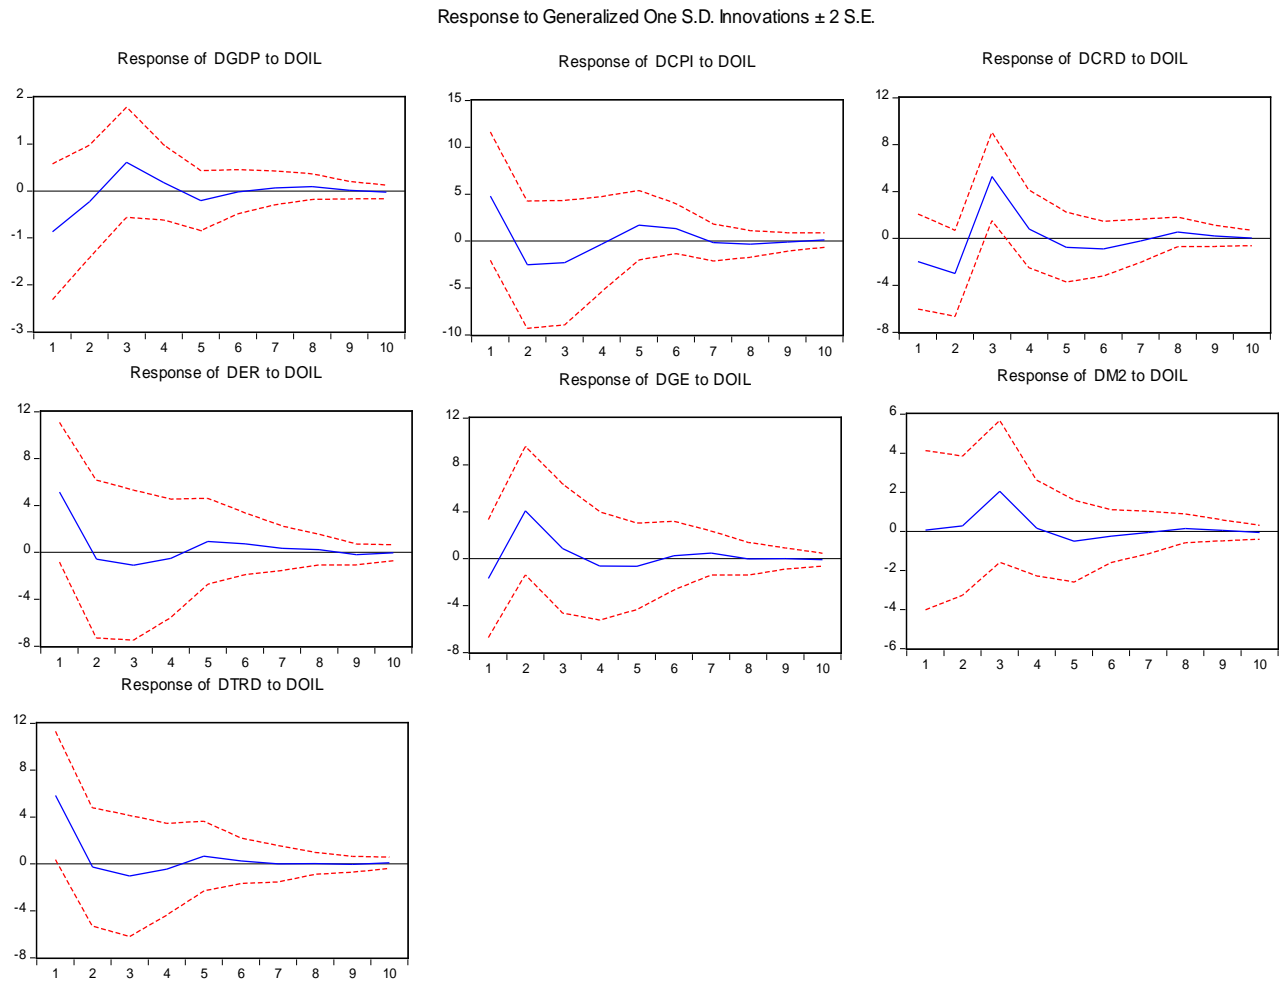 Response to Generalized One S.D. Innovations ± 2 S.E.
Response of DGDP to DOIL
2
1
0
-1
-2
-3
1 2 3 4 5 6 7 8 9 10
Response of DCPI to DOIL
15
10
5
0
-5
-10
1 2 3 4 5 6 7 8 9 10
Response of DCRD to DOIL
12
8
4
0
-4
-8
1 2 3 4 5 6 7 8 9 10
Response of DER to DOIL
12
8
4
0
-4
-8
1 2 3 4 5 6 7 8 9 10
Response of DGE to DOIL
12
8
4
0
-4
-8
1 2 3 4 5 6 7 8 9 10
Response of DM2 to DOIL
6
4
2
0
-2
-4
-6
1 2 3 4 5 6 7 8 9 10
Response of DTRD to DOIL
12
8
4
0
-4
-8
1 2 3 4 5 6 7 8 9 10